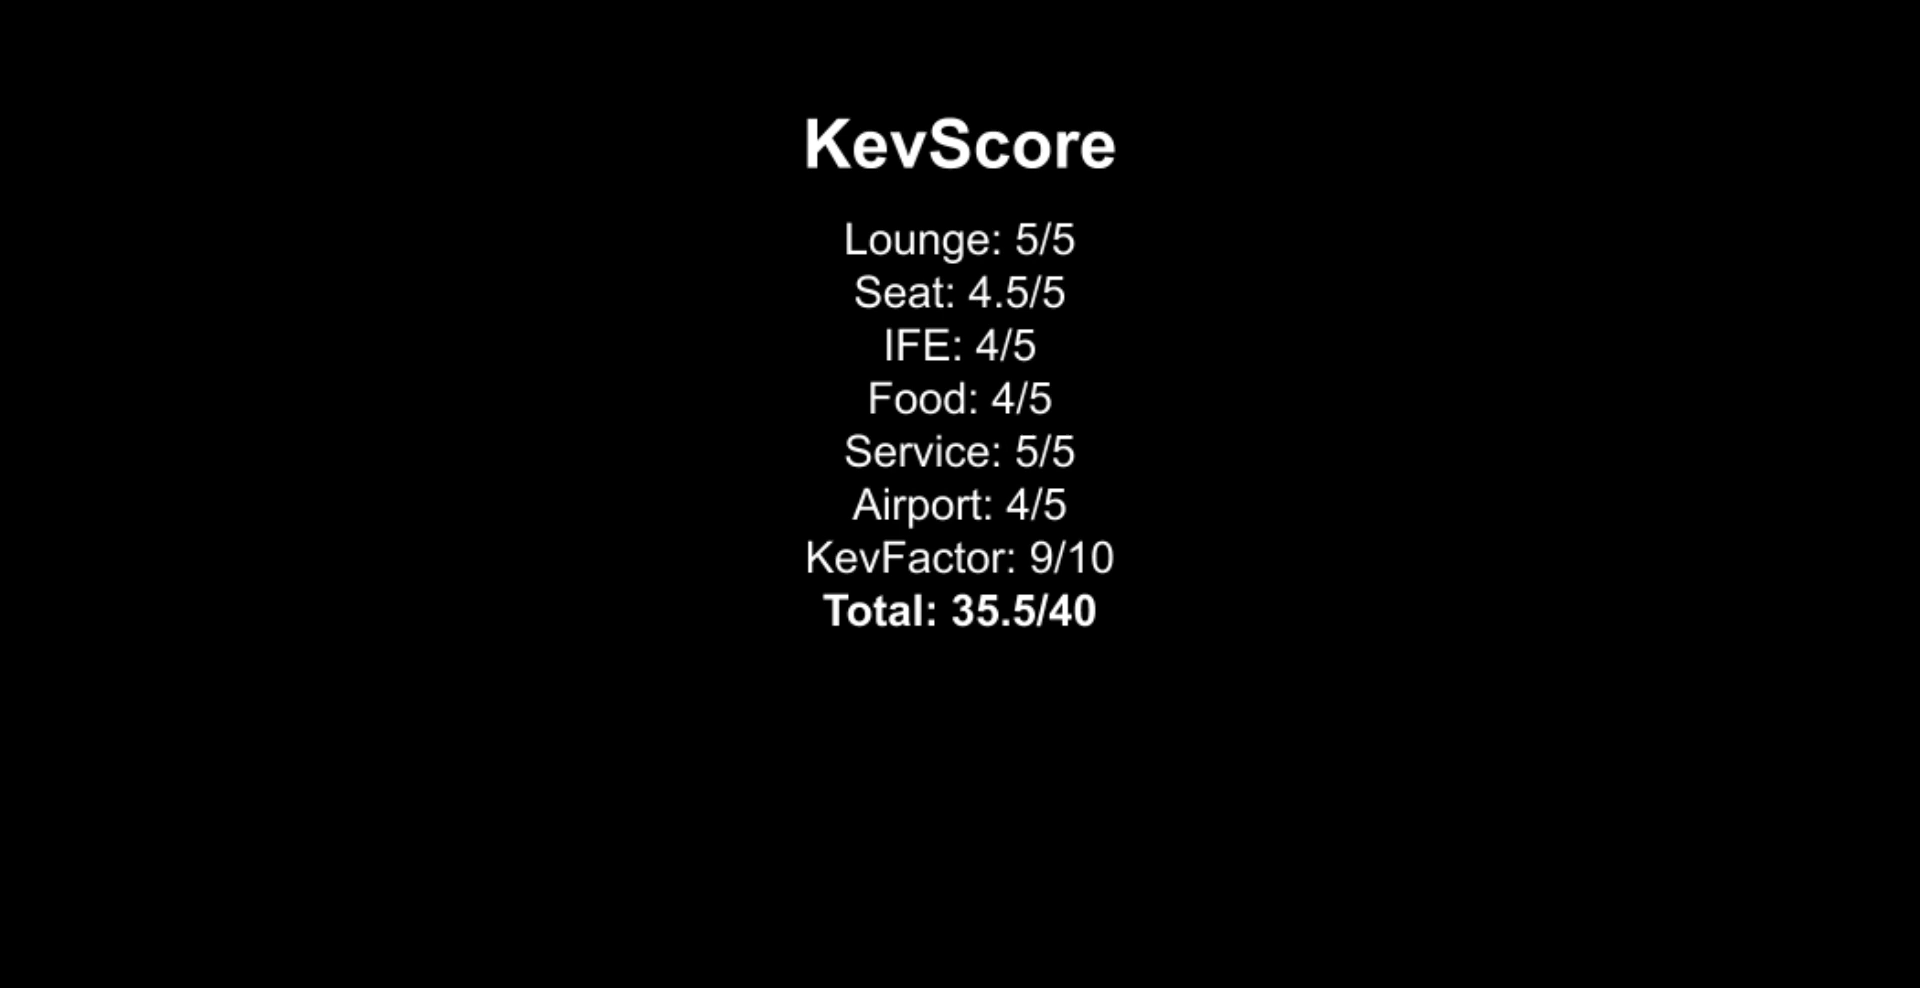 KevScore
Lounge: 5/5
Seat: 4.5/5
IFE: 4/5
Food: 4/5
Service: 5/5
Airport: 4/5
KevFactor: 9/10
Total: 35.5/40